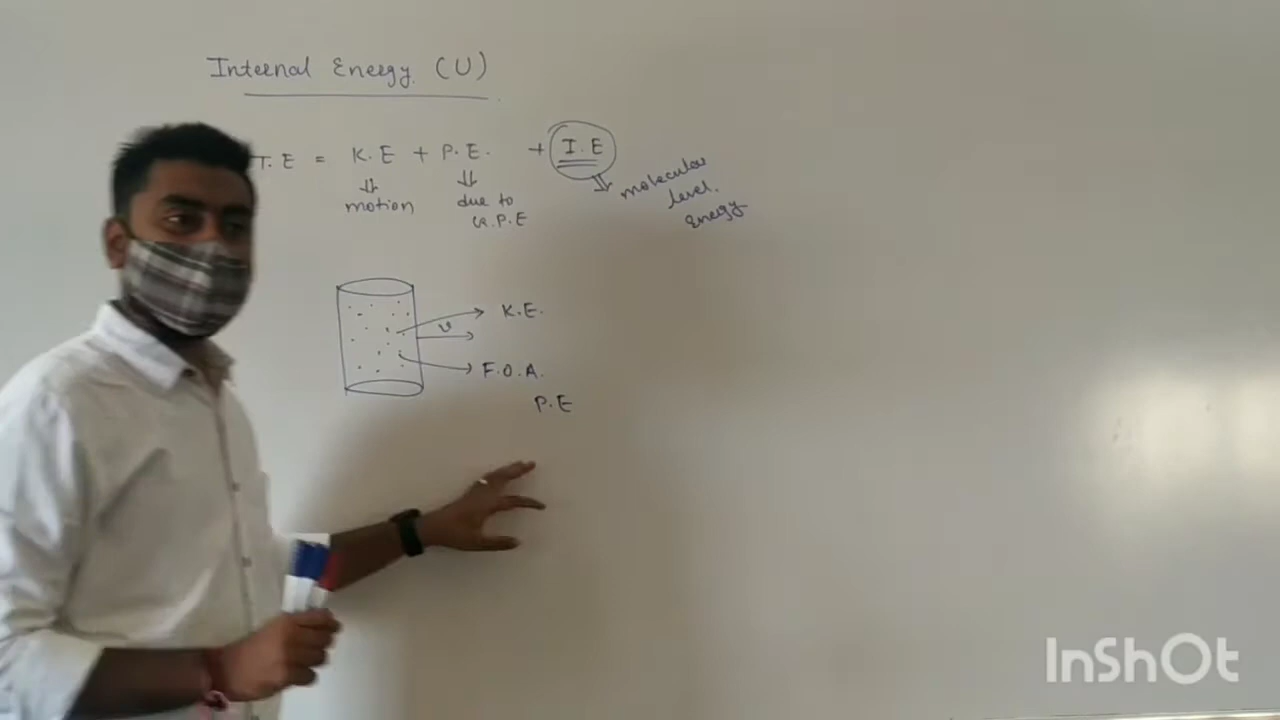 Internal Energy (U)
T.E = K.E + P.E. + I.E
motion
due to
G.P.E
molecular
level.
energy
K.E.
v
F.O.A.
P.E
InShOt